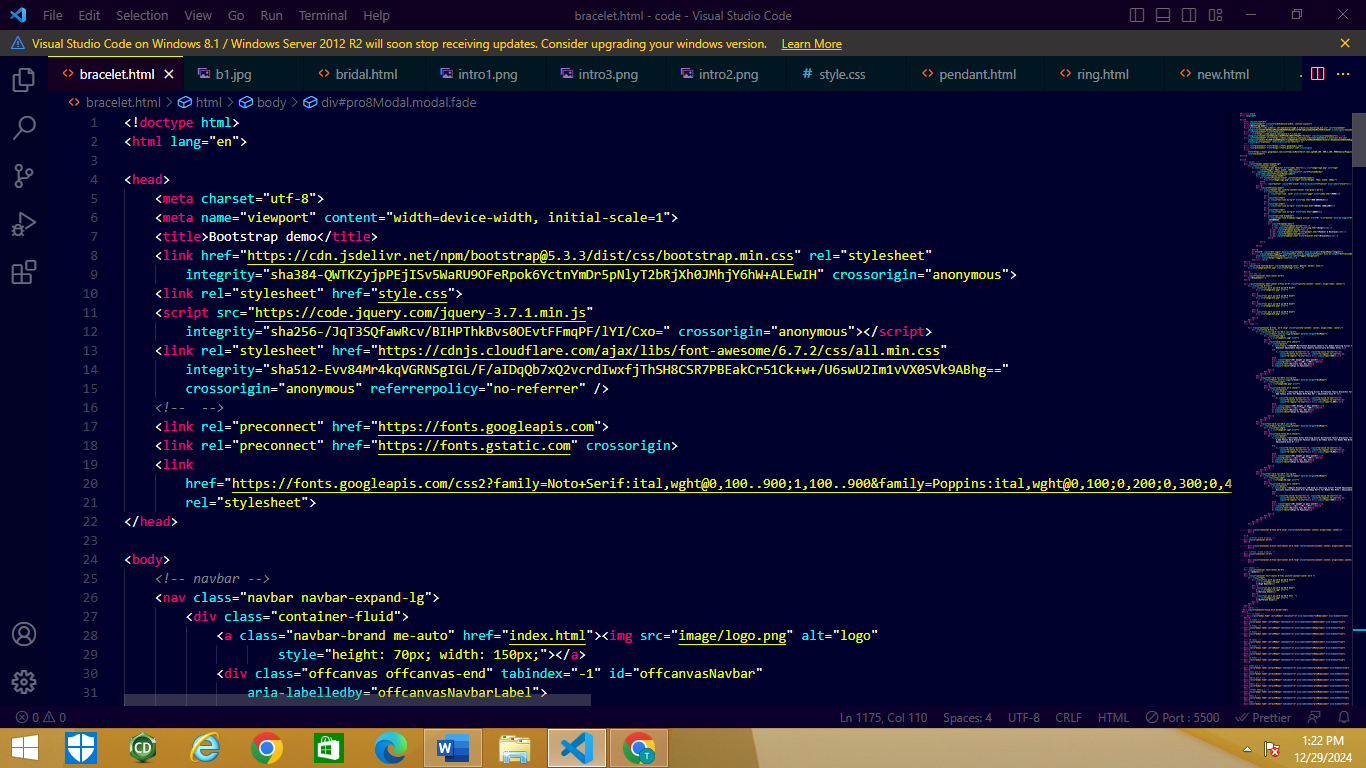 File Edit Selection View Go Run Terminal Help bracelet.html - code - Visual Studio Code
Visual Studio Code on Windows 8.1 / Windows Server 2012 R2 will soon stop receiving updates. Consider upgrading your windows version. Learn More
bracelet.html b1.jpg bridal.html intro1.png intro3.png intro2.png style.css pendant.html ring.html new.html
bracelet.html > html > body > div#pro8Modal.modal.fade
1 <!doctype html>
2 <html lang="en">
3
4 <head>
5 <meta charset="utf-8">
6 <meta name="viewport" content="width=device-width, initial-scale=1">
7 <title>Bootstrap demo</title>
8 <link href="https://cdn.jsdelivr.net/npm/bootstrap@5.3.3/dist/css/bootstrap.min.css" rel="stylesheet"
9 integrity="sha384-QWTKZyjpPEjISv5WaRU9OFeRpok6YctnYmDr5pNlyT2bRjXh0JMhjY6hW+ALEwIH" crossorigin="anonymous">
10 <link rel="stylesheet" href="style.css">
11 <script src="https://code.jquery.com/jquery-3.7.1.min.js"
12 integrity="sha256-/JqT3SQfawRcv/BIHPThkBvs0OEvtFFmqPF/lYI/Cxo=" crossorigin="anonymous"></script>
13 <link rel="stylesheet" href="https://cdnjs.cloudflare.com/ajax/libs/font-awesome/6.7.2/css/all.min.css"
14 integrity="sha512-Evv84Mr4kqVGRNSgIGL/F/aIDqQb7xQ2vcrdIwxfjThSH8CSR7PBEakCr51Ck+w+/U6swU2Im1vVX0SVk9ABhg=="
15 crossorigin="anonymous" referrerpolicy="no-referrer" />
16 <!--  -->
17 <link rel="preconnect" href="https://fonts.googleapis.com">
18 <link rel="preconnect" href="https://fonts.gstatic.com" crossorigin>
19 <link
20 href="https://fonts.googleapis.com/css2?family=Noto+Serif:ital,wght@0,100..900;1,100..900&family=Poppins:ital,wght@0,100;0,200;0,300;0,4
21 rel="stylesheet">
22 </head>
23
24 <body>
25 <!-- navbar -->
26 <nav class="navbar navbar-expand-lg">
27 <div class="container-fluid">
28 <a class="navbar-brand me-auto" href="index.html"><img src="image/logo.png" alt="logo"
29 style="height: 70px; width: 150px;"></a>
30 <div class="offcanvas offcanvas-end" tabindex="-1" id="offcanvasNavbar"
31 aria-labelledby="offcanvasNavbarLabel">
0 0 Ln 1175, Col 110 Spaces: 4 UTF-8 CRLF HTML Port : 5500 Prettier
CD W T 1:22 PM
12/29/2024